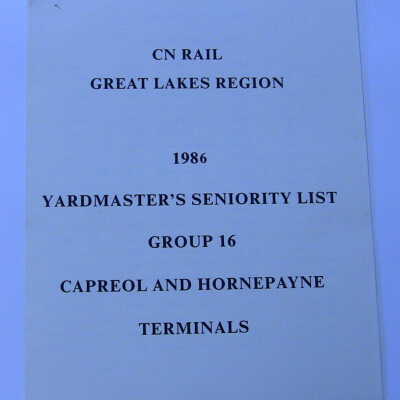 CN RAIL
GREAT LAKES REGION
1986
YARDMASTER'S SENIORITY LIST
GROUP 16
CAPREOL AND HORNEPAYNE
TERMINALS